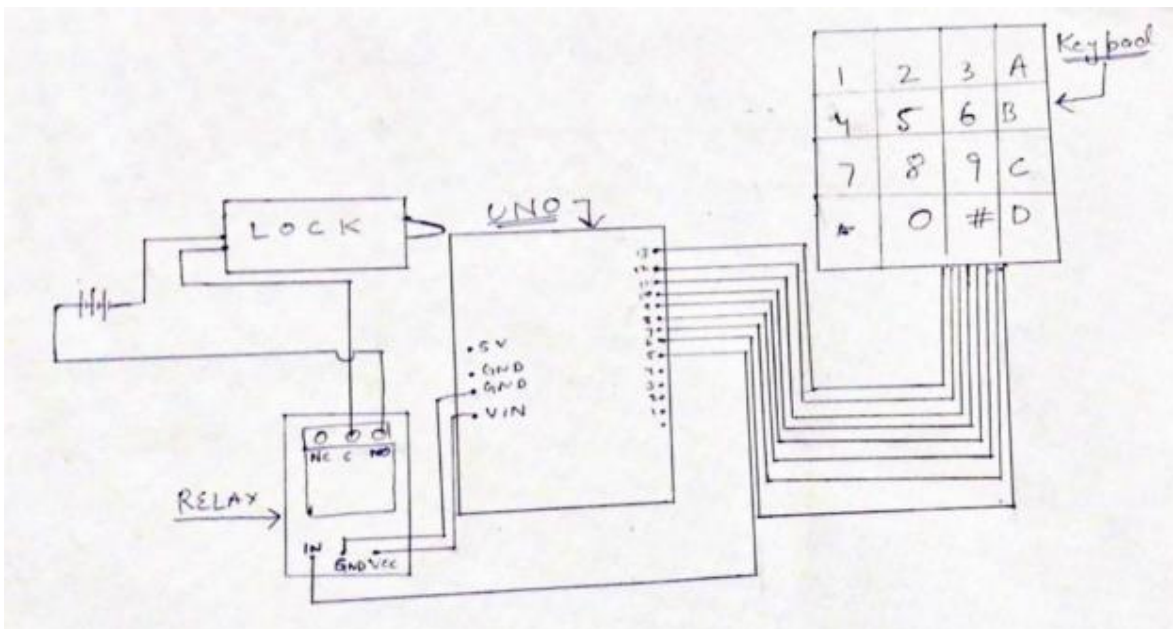 Keypad
1 2 3 A
4 5 6 B
7 8 9 C
* 0 # D
LOCK
UNO
5V
GND
GND
VIN
NC C NO
RELAY
IN
GND VCC